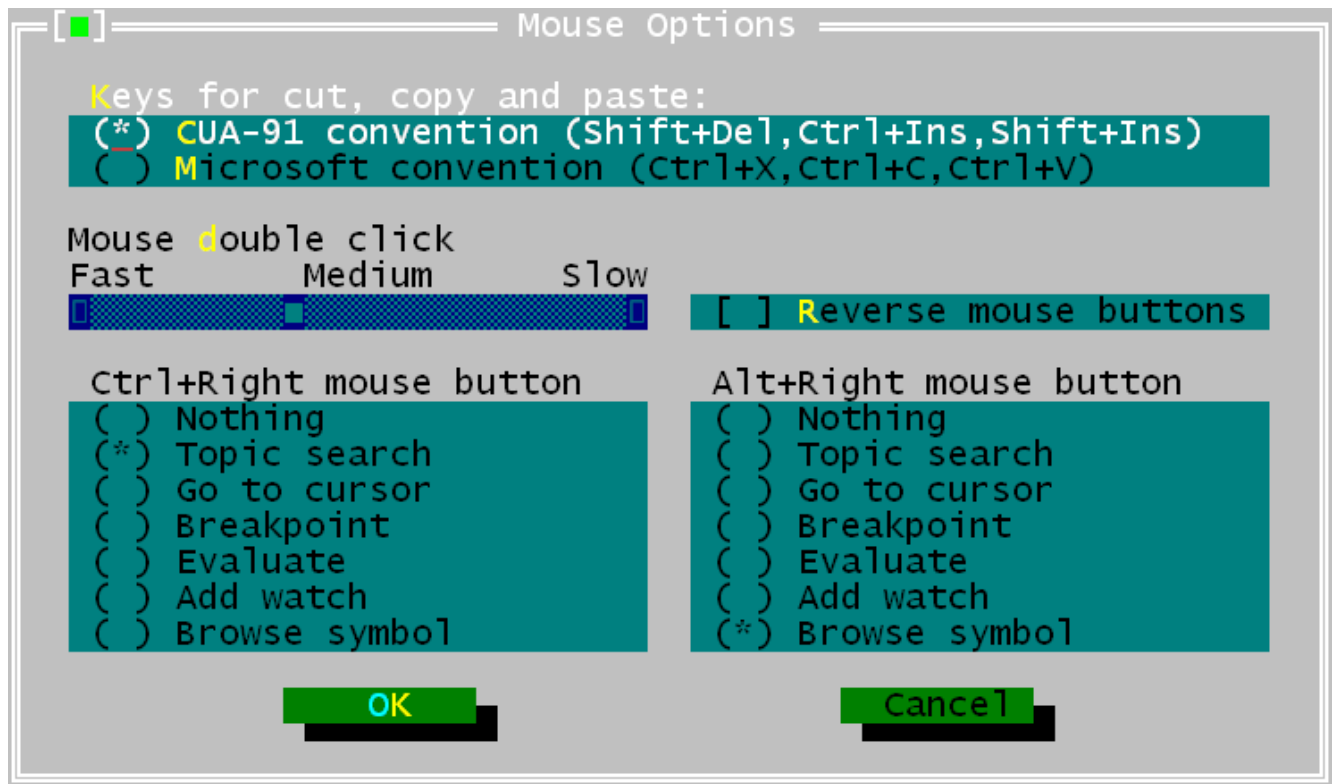 [■] Mouse Options
Keys for cut, copy and paste:
(*) CUA-91 convention (Shift+Del,Ctrl+Ins,Shift+Ins)
( ) Microsoft convention (Ctrl+X,Ctrl+C,Ctrl+V)
Mouse double click
Fast Medium Slow
[ ] Reverse mouse buttons
Ctrl+Right mouse button
( ) Nothing
(*) Topic search
( ) Go to cursor
( ) Breakpoint
( ) Evaluate
( ) Add watch
( ) Browse symbol
Alt+Right mouse button
( ) Nothing
( ) Topic search
( ) Go to cursor
( ) Breakpoint
( ) Evaluate
( ) Add watch
(*) Browse symbol
OK
Cancel